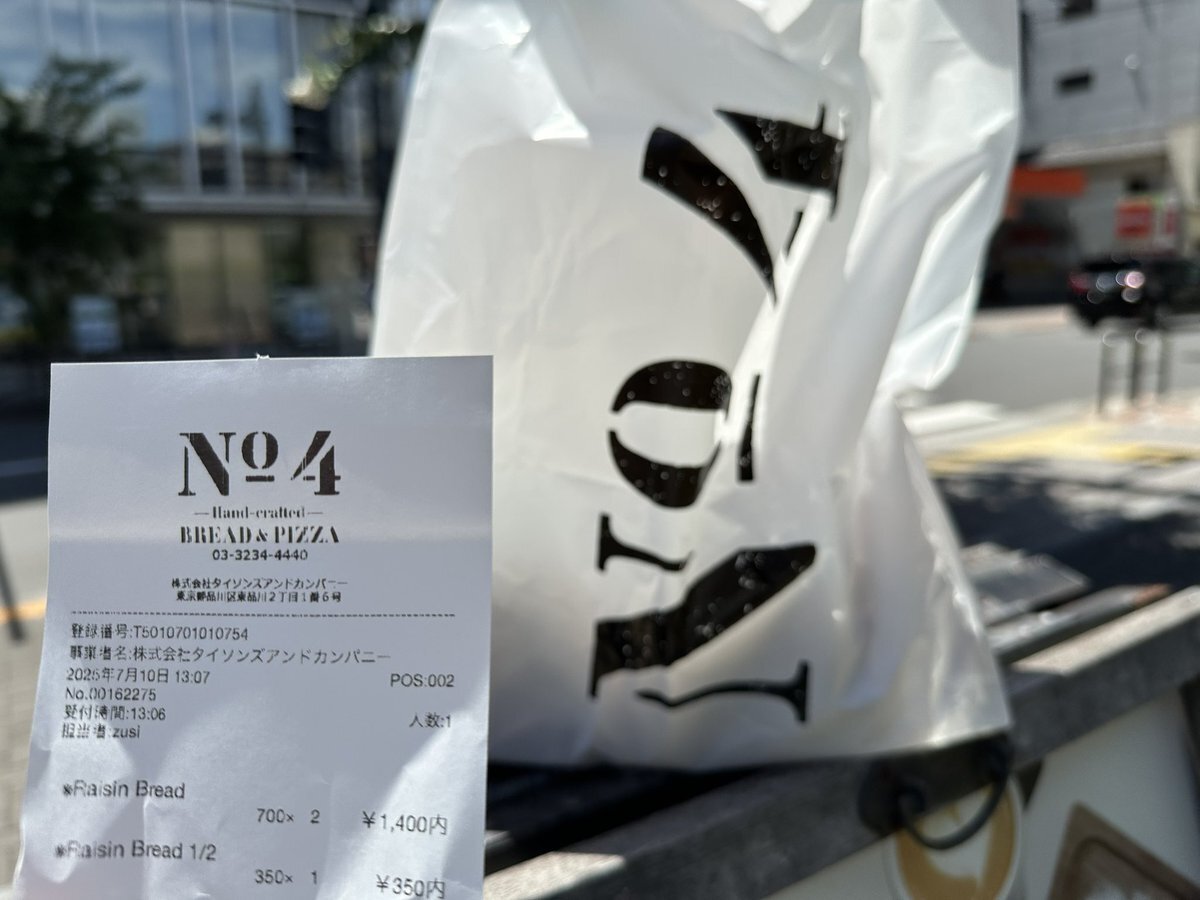 No4
Hand-crafted
BREAD & PIZZA
03-3234-4440
株式会社タイソンズアンドカンパニー
東京都品川区東品川2丁目1番6号
登録番号:T5010701010754
事業者名:株式会社タイソンズアンドカンパニー
2025年7月10日 13:07 POS:002
No.00162275
受付時間:13:06 人数:1
担当者:zusi
※Raisin Bread
700× 2 ¥1,400内
※Raisin Bread 1/2
350× 1 ¥350内
No4